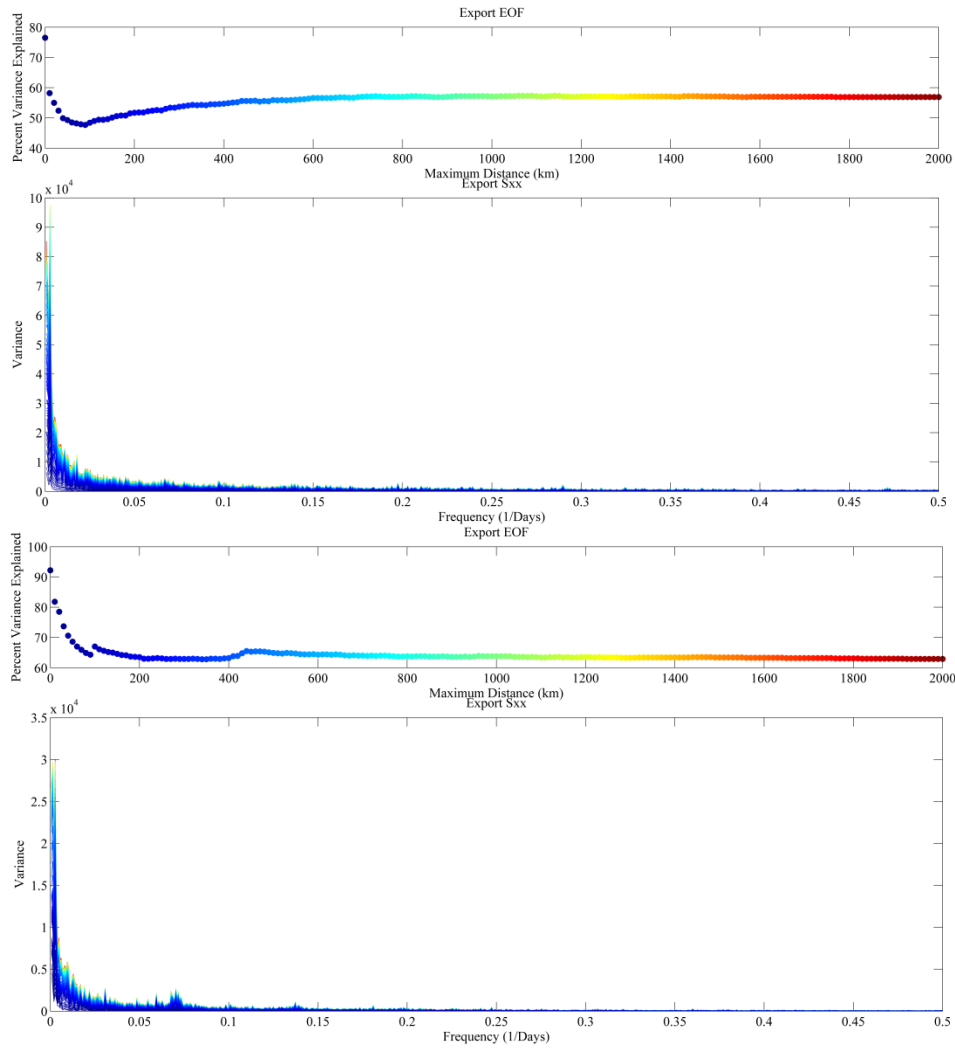 Export EOF
Percent Variance Explained
80
70
60
50
40
0 200 400 600 800 1000 1200 1400 1600 1800 2000
Maximum Distance (km)
Export Sxx
x 10^4
Variance
10
9
8
7
6
5
4
3
2
1
0
0 0.05 0.1 0.15 0.2 0.25 0.3 0.35 0.4 0.45 0.5
Frequency (1/Days)
Export EOF
Percent Variance Explained
100
90
80
70
60
0 200 400 600 800 1000 1200 1400 1600 1800 2000
Maximum Distance (km)
Export Sxx
x 10^4
Variance
3.5
3
2.5
2
1.5
1
0.5
0
0 0.05 0.1 0.15 0.2 0.25 0.3 0.35 0.4 0.45 0.5
Frequency (1/Days)